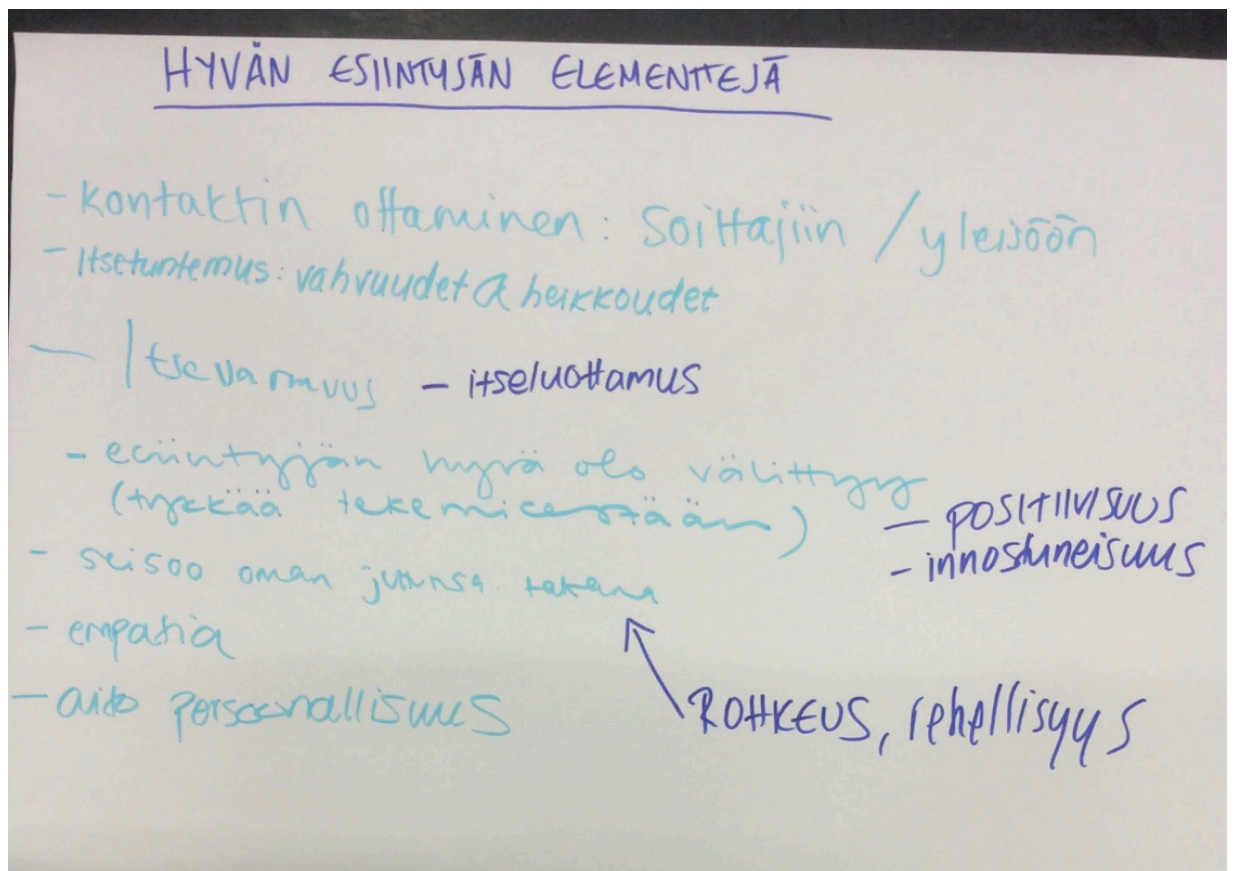 HYVÄN ESIINTYJÄN ELEMENTTEJÄ
- Kontaktin ottaminen: Soittajiin / yleisöön
- Itsetuntemus: vahvuudet & heikkoudet
- Itsevarmuus - itseluottamus
- esiintyjän hyvä olo välittyy
(tykkää tekemisestään)
- POSITIIVISUUS
- innostuneisuus
- seisoo oman juttunsa takana
- empatia
- aito persoonallisuus
ROHKEUS, rehellisyys